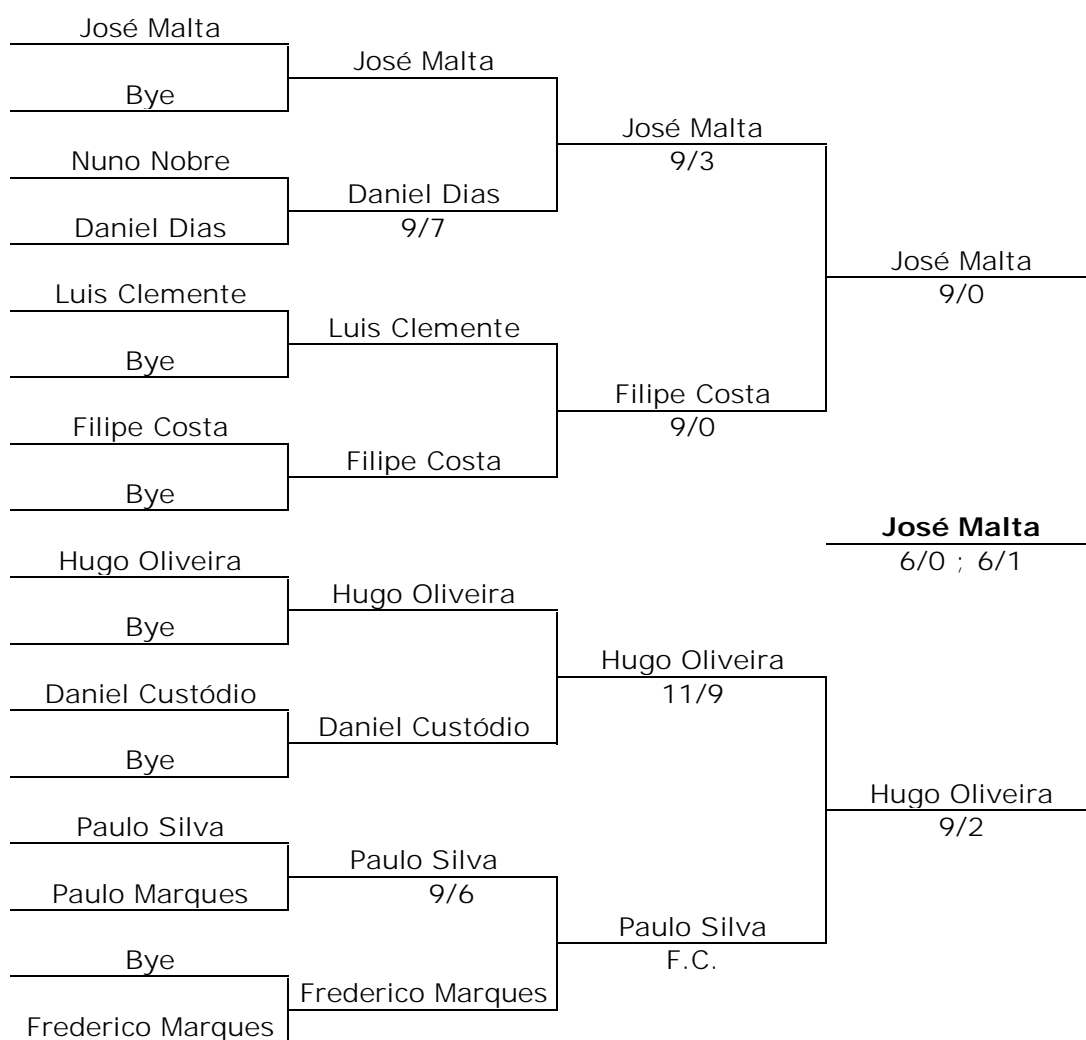 José Malta
José Malta
Bye
José Malta
Nuno Nobre
9/3
Daniel Dias
Daniel Dias
9/7
José Malta
Luis Clemente
9/0
Luis Clemente
Bye
Filipe Costa
Filipe Costa
9/0
Filipe Costa
Bye
José Malta
Hugo Oliveira
6/0 ; 6/1
Hugo Oliveira
Bye
Hugo Oliveira
Daniel Custódio
11/9
Daniel Custódio
Bye
Hugo Oliveira
Paulo Silva
9/2
Paulo Silva
Paulo Marques
9/6
Paulo Silva
Bye
F.C.
Frederico Marques
Frederico Marques